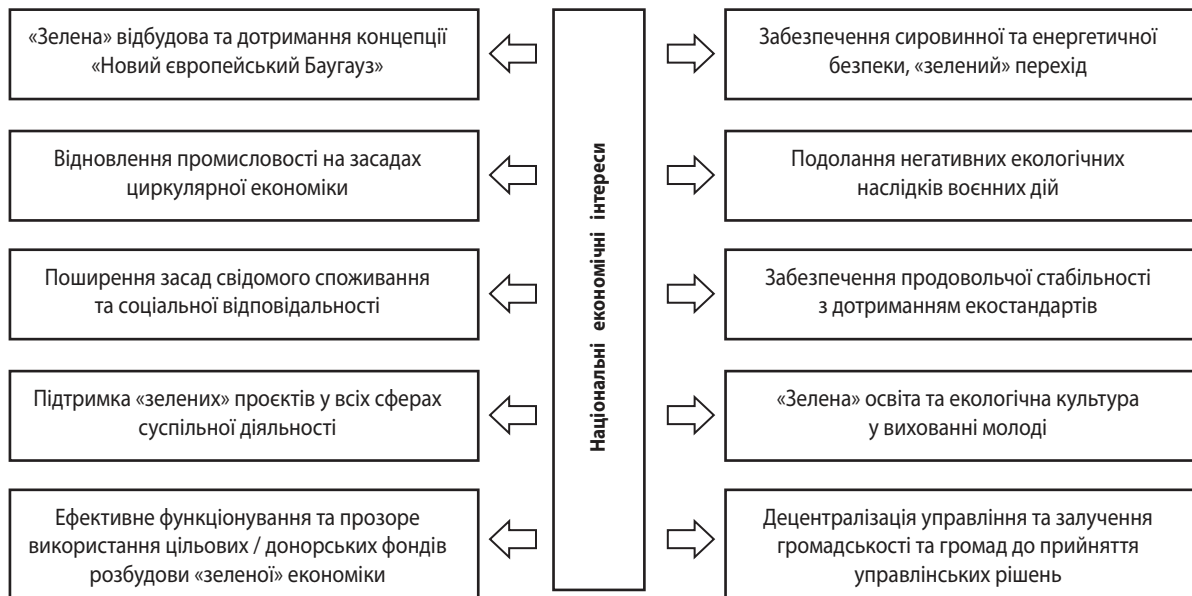 «Зелена» відбудова та дотримання концепції
«Новий європейський Баугауз»
Відновлення промисловості на засадах
циркулярної економіки
Поширення засад свідомого споживання
та соціальної відповідальності
Підтримка «зелених» проєктів у всіх сферах
суспільної діяльності
Ефективне функціонування та прозоре
використання цільових / донорських фондів
розбудови «зеленої» економіки
Національні економічні інтереси
Забезпечення сировинної та енергетичної
безпеки, «зелений» перехід
Подолання негативних екологічних
наслідків воєнних дій
Забезпечення продовольчої стабільності
з дотриманням екостандартів
«Зелена» освіта та екологічна культура
у вихованні молоді
Децентралізація управління та залучення
громадськості та громад до прийняття
управлінських рішень